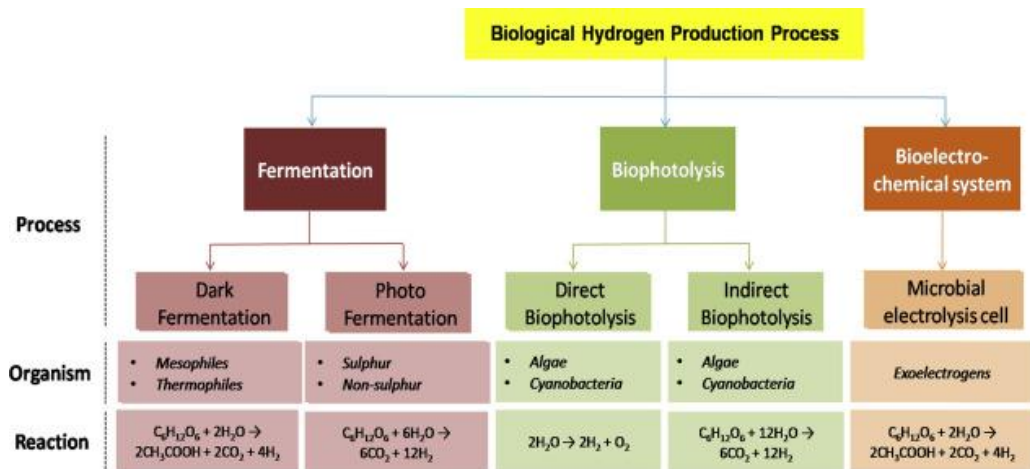 Biological Hydrogen Production Process
Fermentation
Biophotolysis
Bioelectro-
chemical system
Process
Dark
Fermentation
Photo
Fermentation
Direct
Biophotolysis
Indirect
Biophotolysis
Microbial
electrolysis cell
Organism
• Mesophiles
• Thermophiles
• Sulphur
• Non-sulphur
• Algae
• Cyanobacteria
• Algae
• Cyanobacteria
Exoelectrogens
Reaction
C₆H₁₂O₆ + 2H₂O →
2CH₃COOH + 2CO₂ + 4H₂
C₆H₁₂O₆ + 6H₂O →
6CO₂ + 12H₂
2H₂O → 2H₂ + O₂
C₆H₁₂O₆ + 12H₂O →
6CO₂ + 12H₂
C₆H₁₂O₆ + 2H₂O →
2CH₃COOH + 2CO₂ + 4H₂